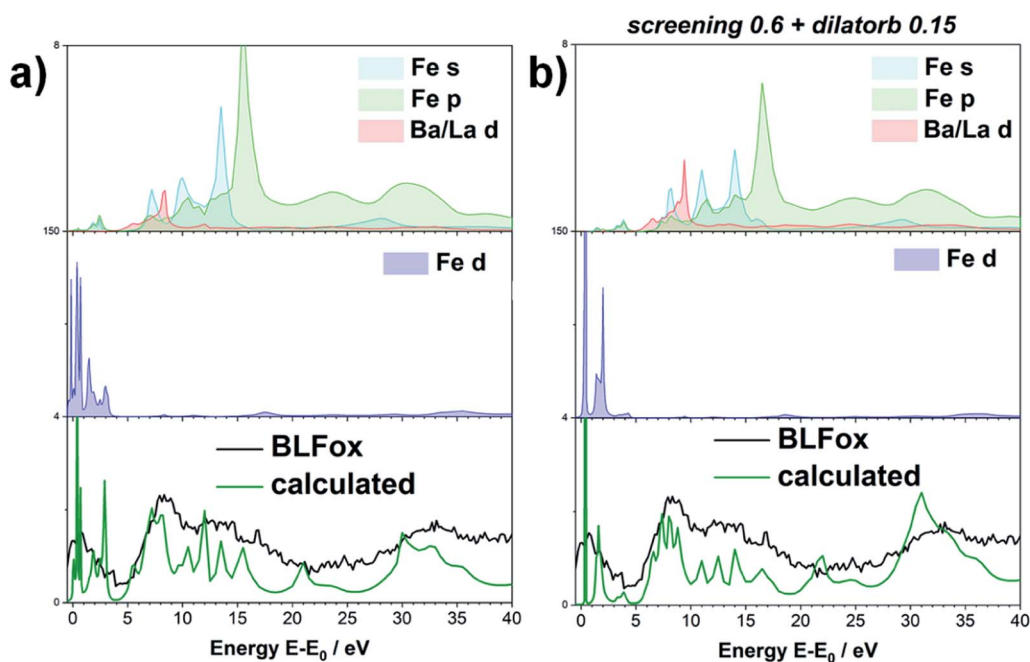 screening 0.6 + dilatorb 0.15
a)
8
Fe s
Fe p
Ba/La d
150
Fe d
4
BLFox
calculated
0
0 5 10 15 20 25 30 35 40
Energy E-E₀ / eV
b)
8
Fe s
Fe p
Ba/La d
150
Fe d
4
BLFox
calculated
0
0 5 10 15 20 25 30 35 40
Energy E-E₀ / eV